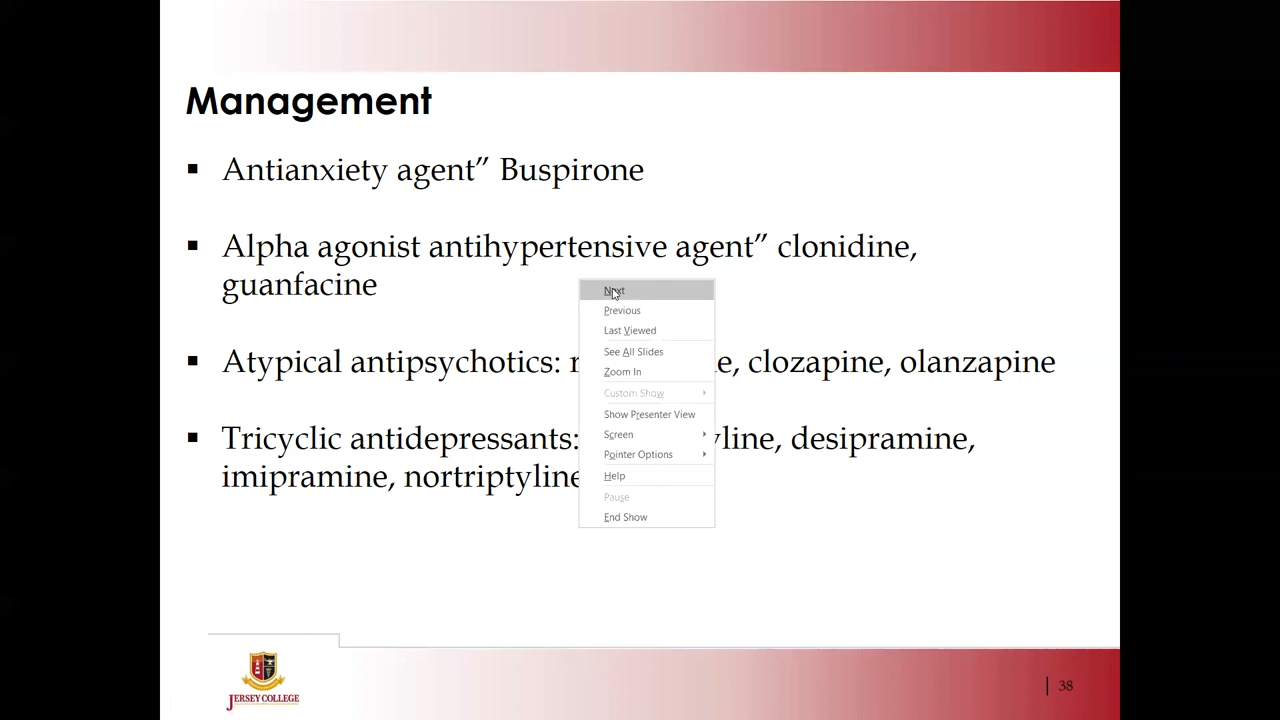 Management
▪ Antianxiety agent” Buspirone
▪ Alpha agonist antihypertensive agent” clonidine,
guanfacine
▪ Atypical antipsychotics: clozapine, olanzapine
▪ Tricyclic antidepressants: desipramine,
imipramine, nortriptyline
Next
Previous
Last Viewed
See All Slides
Zoom In
Custom Show
Show Presenter View
Screen
Pointer Options
Help
Pause
End Show
JERSEY COLLEGE
38